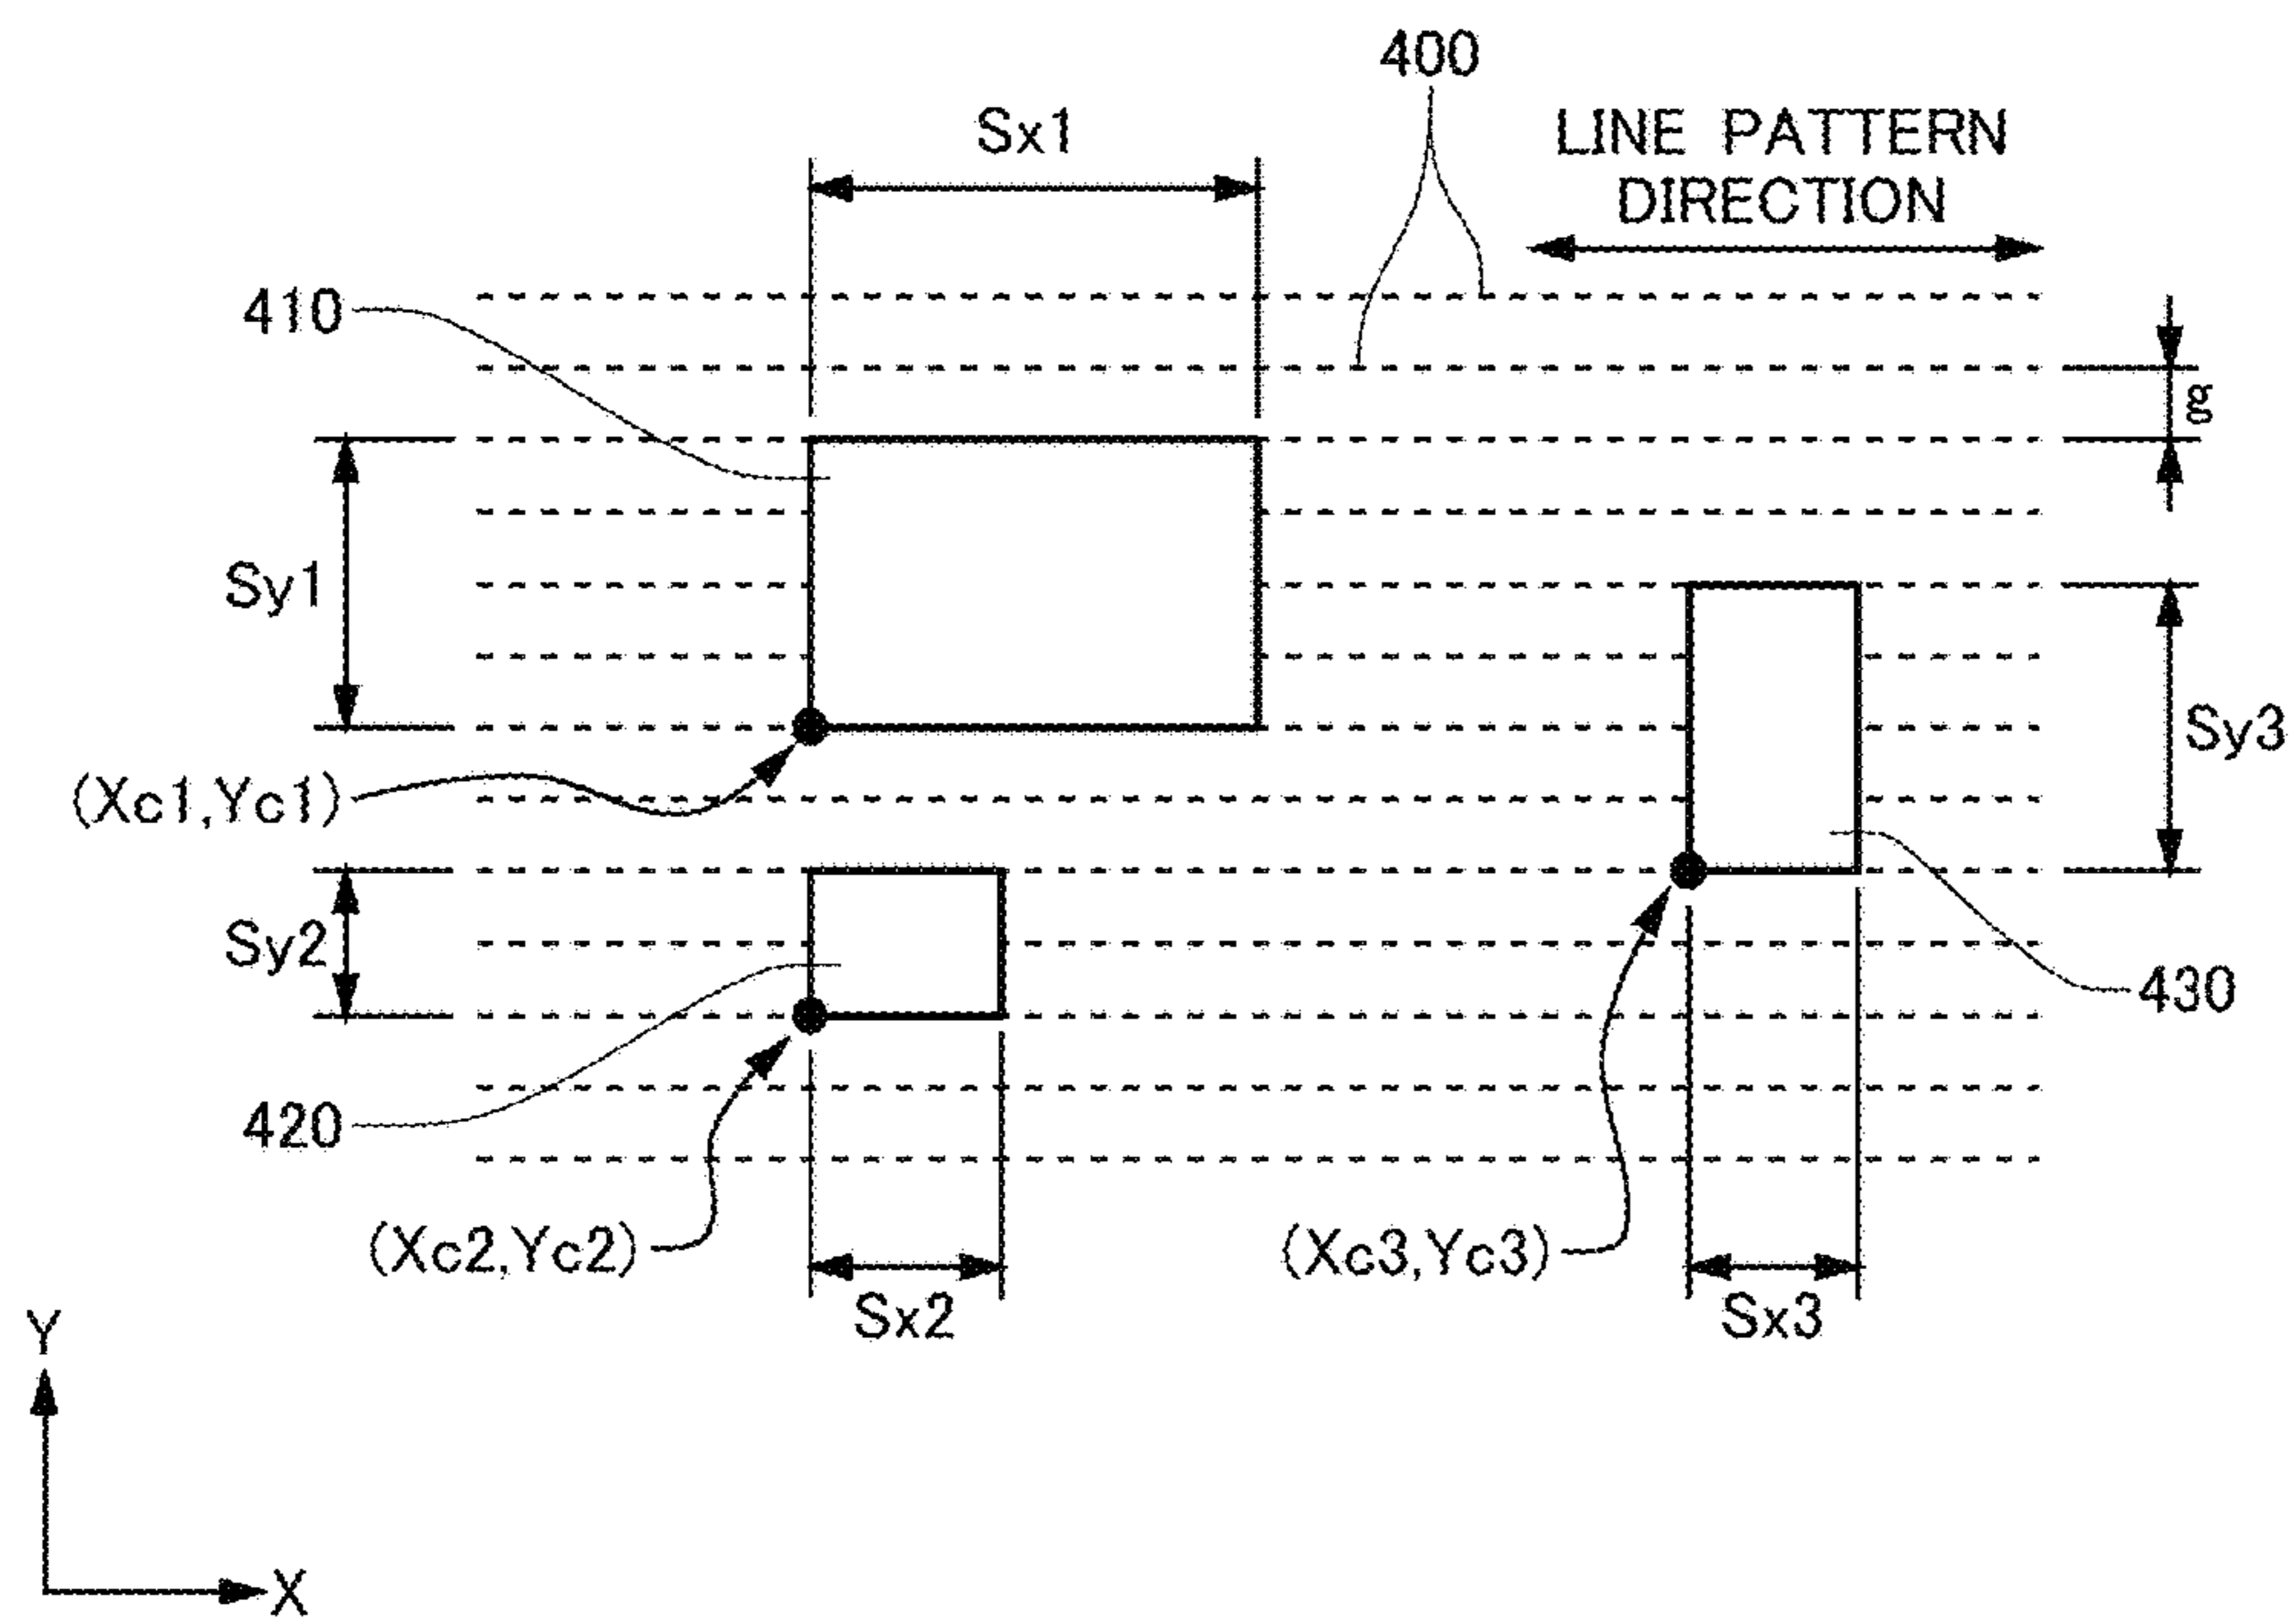 400
Sx1
LINE PATTERN
DIRECTION
410
g
Sy1
Sy3
(Xc1,Yc1)
Sy2
430
420
(Xc2,Yc2)
(Xc3,Yc3)
Sx2
Sx3
Y
X